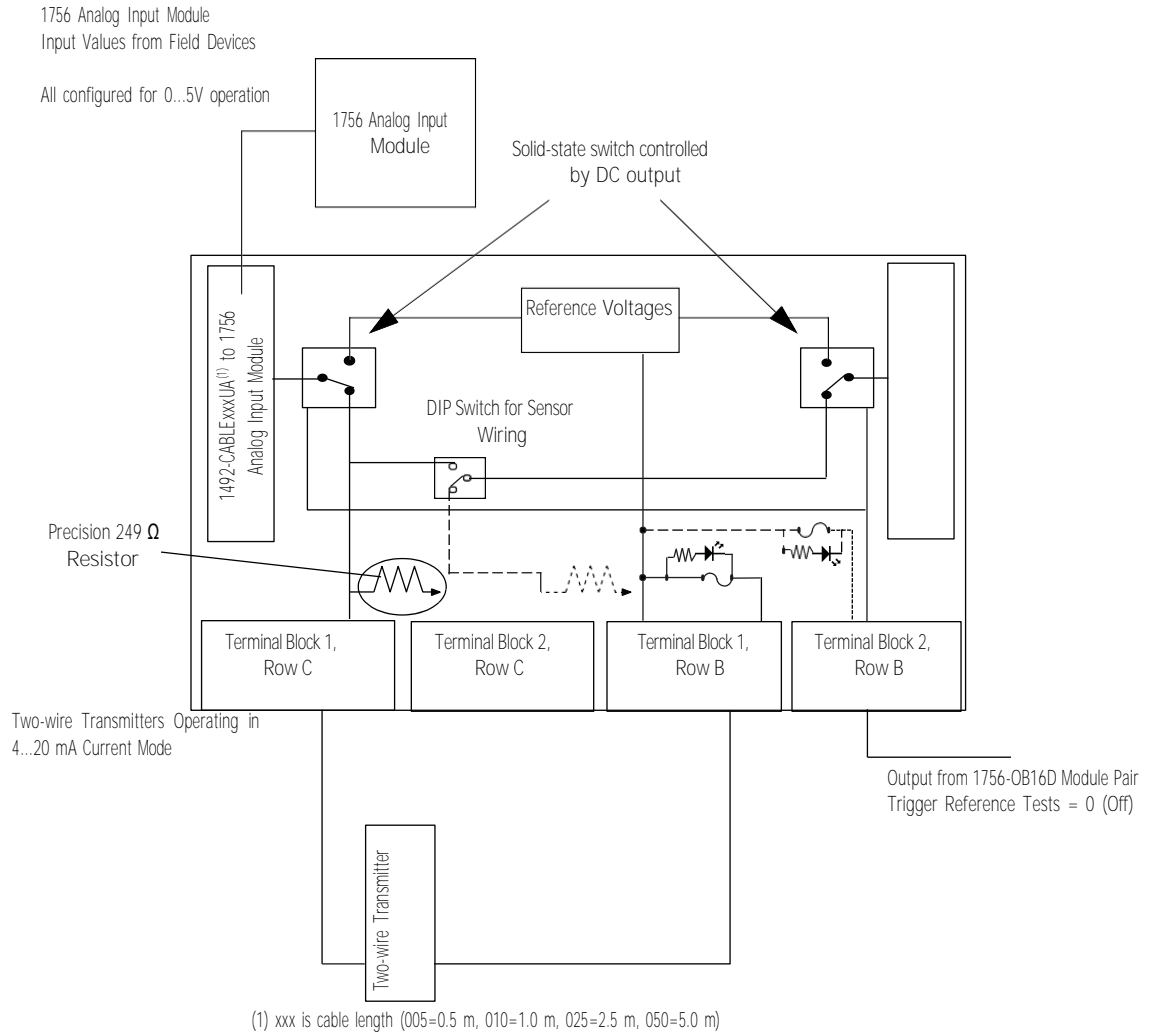 1756 Analog Input Module
Input Values from Field Devices
All configured for 0...5V operation
1756 Analog Input
Module
Solid-state switch controlled
by DC output
Reference Voltages
1492-CABLExxxUA(1) to 1756
Analog Input Module
DIP Switch for Sensor
Wiring
Precision 249 Ω
Resistor
Terminal Block 1,
Row C
Terminal Block 2,
Row C
Terminal Block 1,
Row B
Terminal Block 2,
Row B
Two-wire Transmitters Operating in
4...20 mA Current Mode
Output from 1756-OB16D Module Pair
Trigger Reference Tests = 0 (Off)
Two-wire Transmitter
(1) xxx is cable length (005=0.5 m, 010=1.0 m, 025=2.5 m, 050=5.0 m)